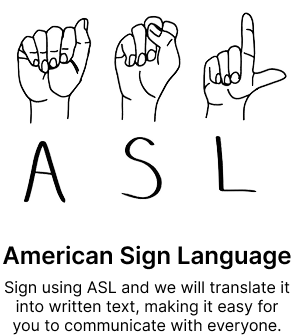 A S L
American Sign Language
Sign using ASL and we will translate it
into written text, making it easy for
you to communicate with everyone.